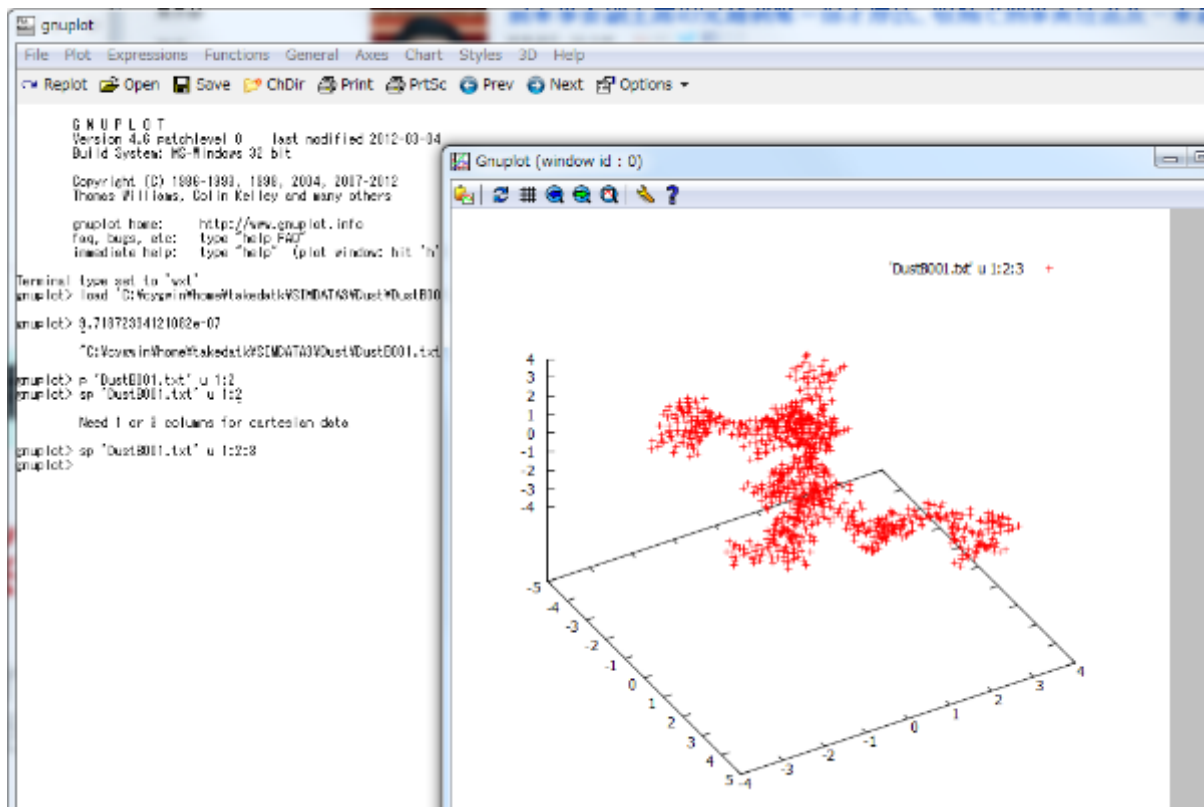 gnuplot
File Plot Expressions Functions General Axes Chart Styles 3D Help
Replot Open Save ChDir Print PrtSc Prev Next Options
G N U P L O T
Version 4.6 patchlevel 0 last modified 2012-03-04
Build System: MS-Windows 32 bit
Copyright (C) 1986-1993, 1998, 2004, 2007-2012
Thomas Williams, Colin Kelley and many others
gnuplot home: http://www.gnuplot.info
faq, bugs, etc: type "help FAQ"
immediate help: type "help" (plot window: hit 'h'
Terminal type set to 'wxt'
gnuplot> load 'C:¥cygwin¥home¥takedatk¥SIMDATA3¥Dust¥DustB00
gnuplot> 9.71872334121082e-07
"C:¥cygwin¥home¥takedatk¥SIMDATA3¥Dust¥DustB001.txt
gnuplot> p "DustB001.txt" u 1:2
gnuplot> sp "DustB001.txt" u 1:2
Need 1 or 3 columns for cartesian data
gnuplot> sp "DustB001.txt" u 1:2:3
gnuplot>
Gnuplot (window id : 0)
"DustB001.txt" u 1:2:3
4
3
2
1
0
-1
-2
-3
-4
-5
-4
-3
-2
-1
0
1
2
3
4
5
-4
-3
-2
-1
0
1
2
3
4